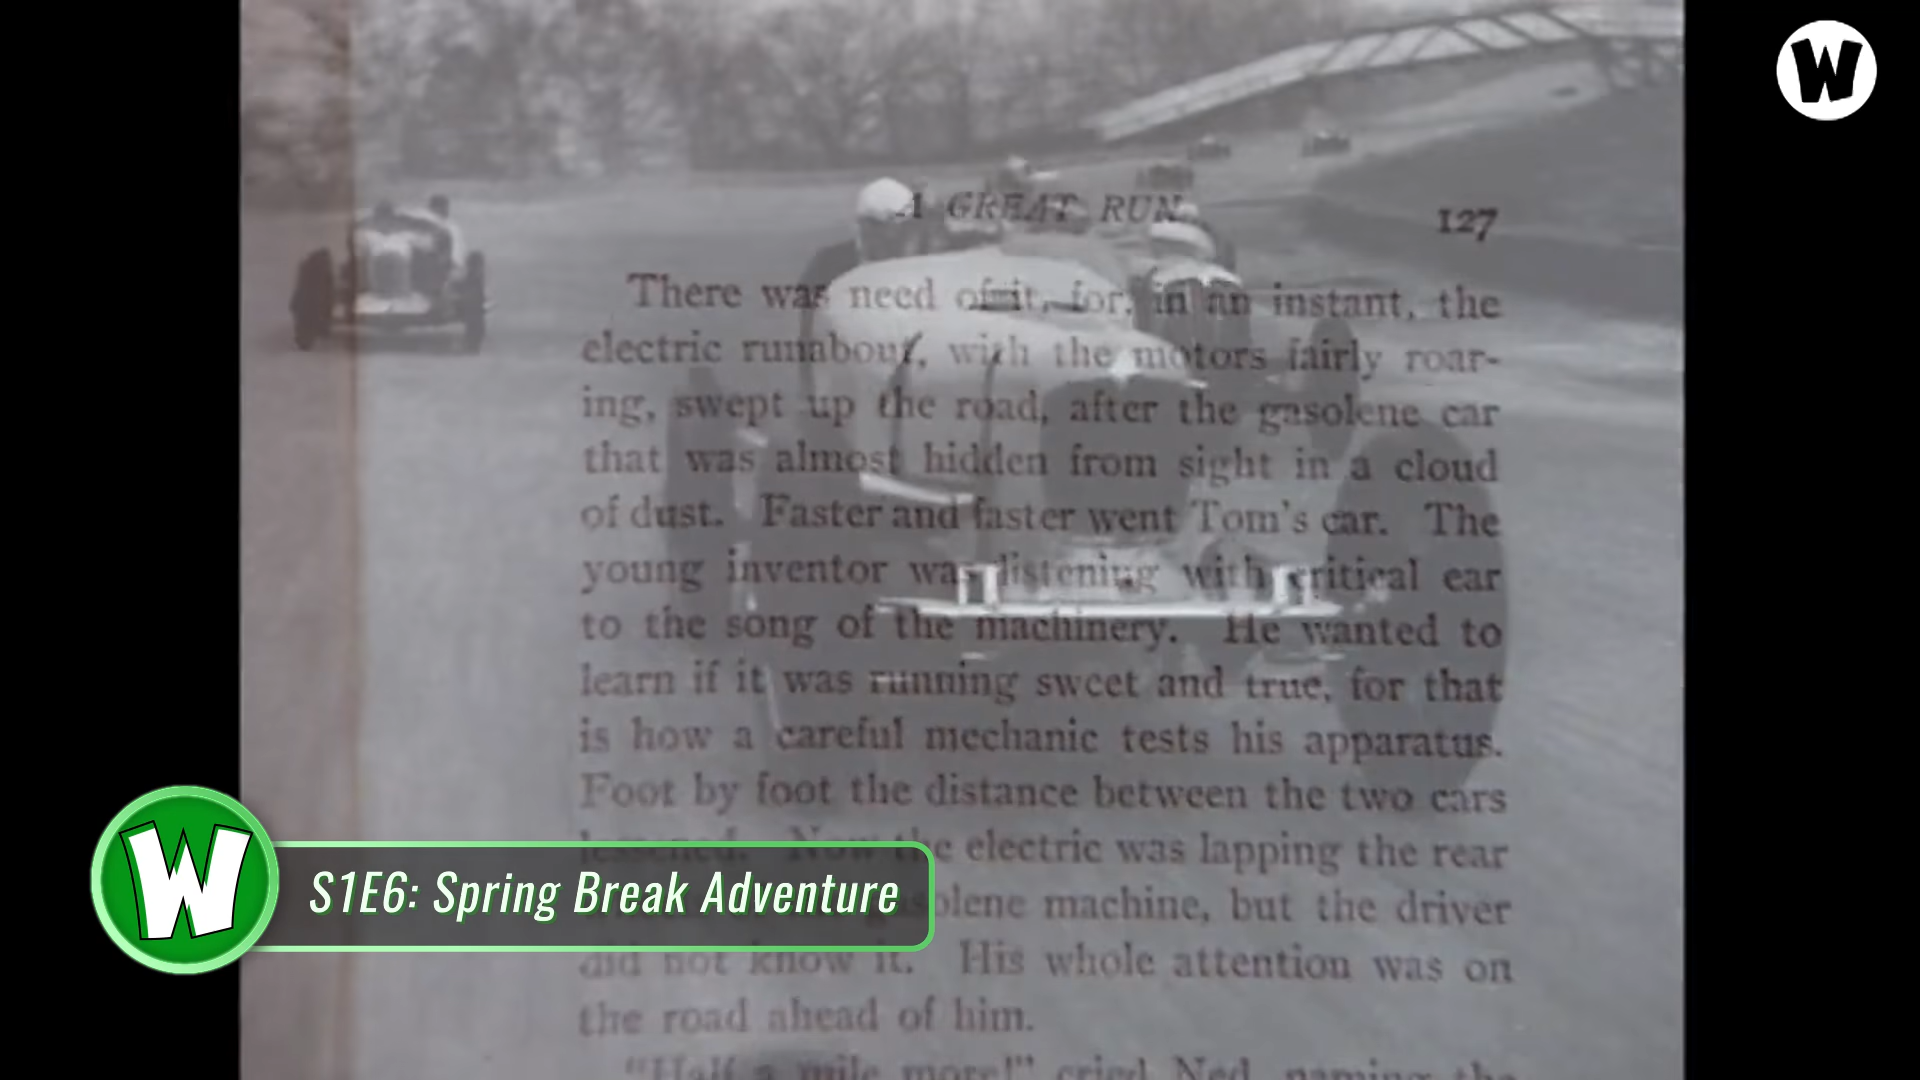 W
A GREAT RUN 127
There was need of it, for, in an instant, the
electric runabout, with the motors fairly roar-
ing, swept up the road, after the gasolene car
that was almost hidden from sight in a cloud
of dust. Faster and faster went Tom's car. The
young inventor was listening with critical ear
to the song of the machinery. He wanted to
learn if it was running sweet and true, for that
is how a careful mechanic tests his apparatus.
Foot by foot the distance between the two cars
lessened. Now the electric was lapping the rear
olene machine, but the driver
did not know it. His whole attention was on
the road ahead of him.
"Half a mile more!" cried Ned, naming the
W
S1E6: Spring Break Adventure